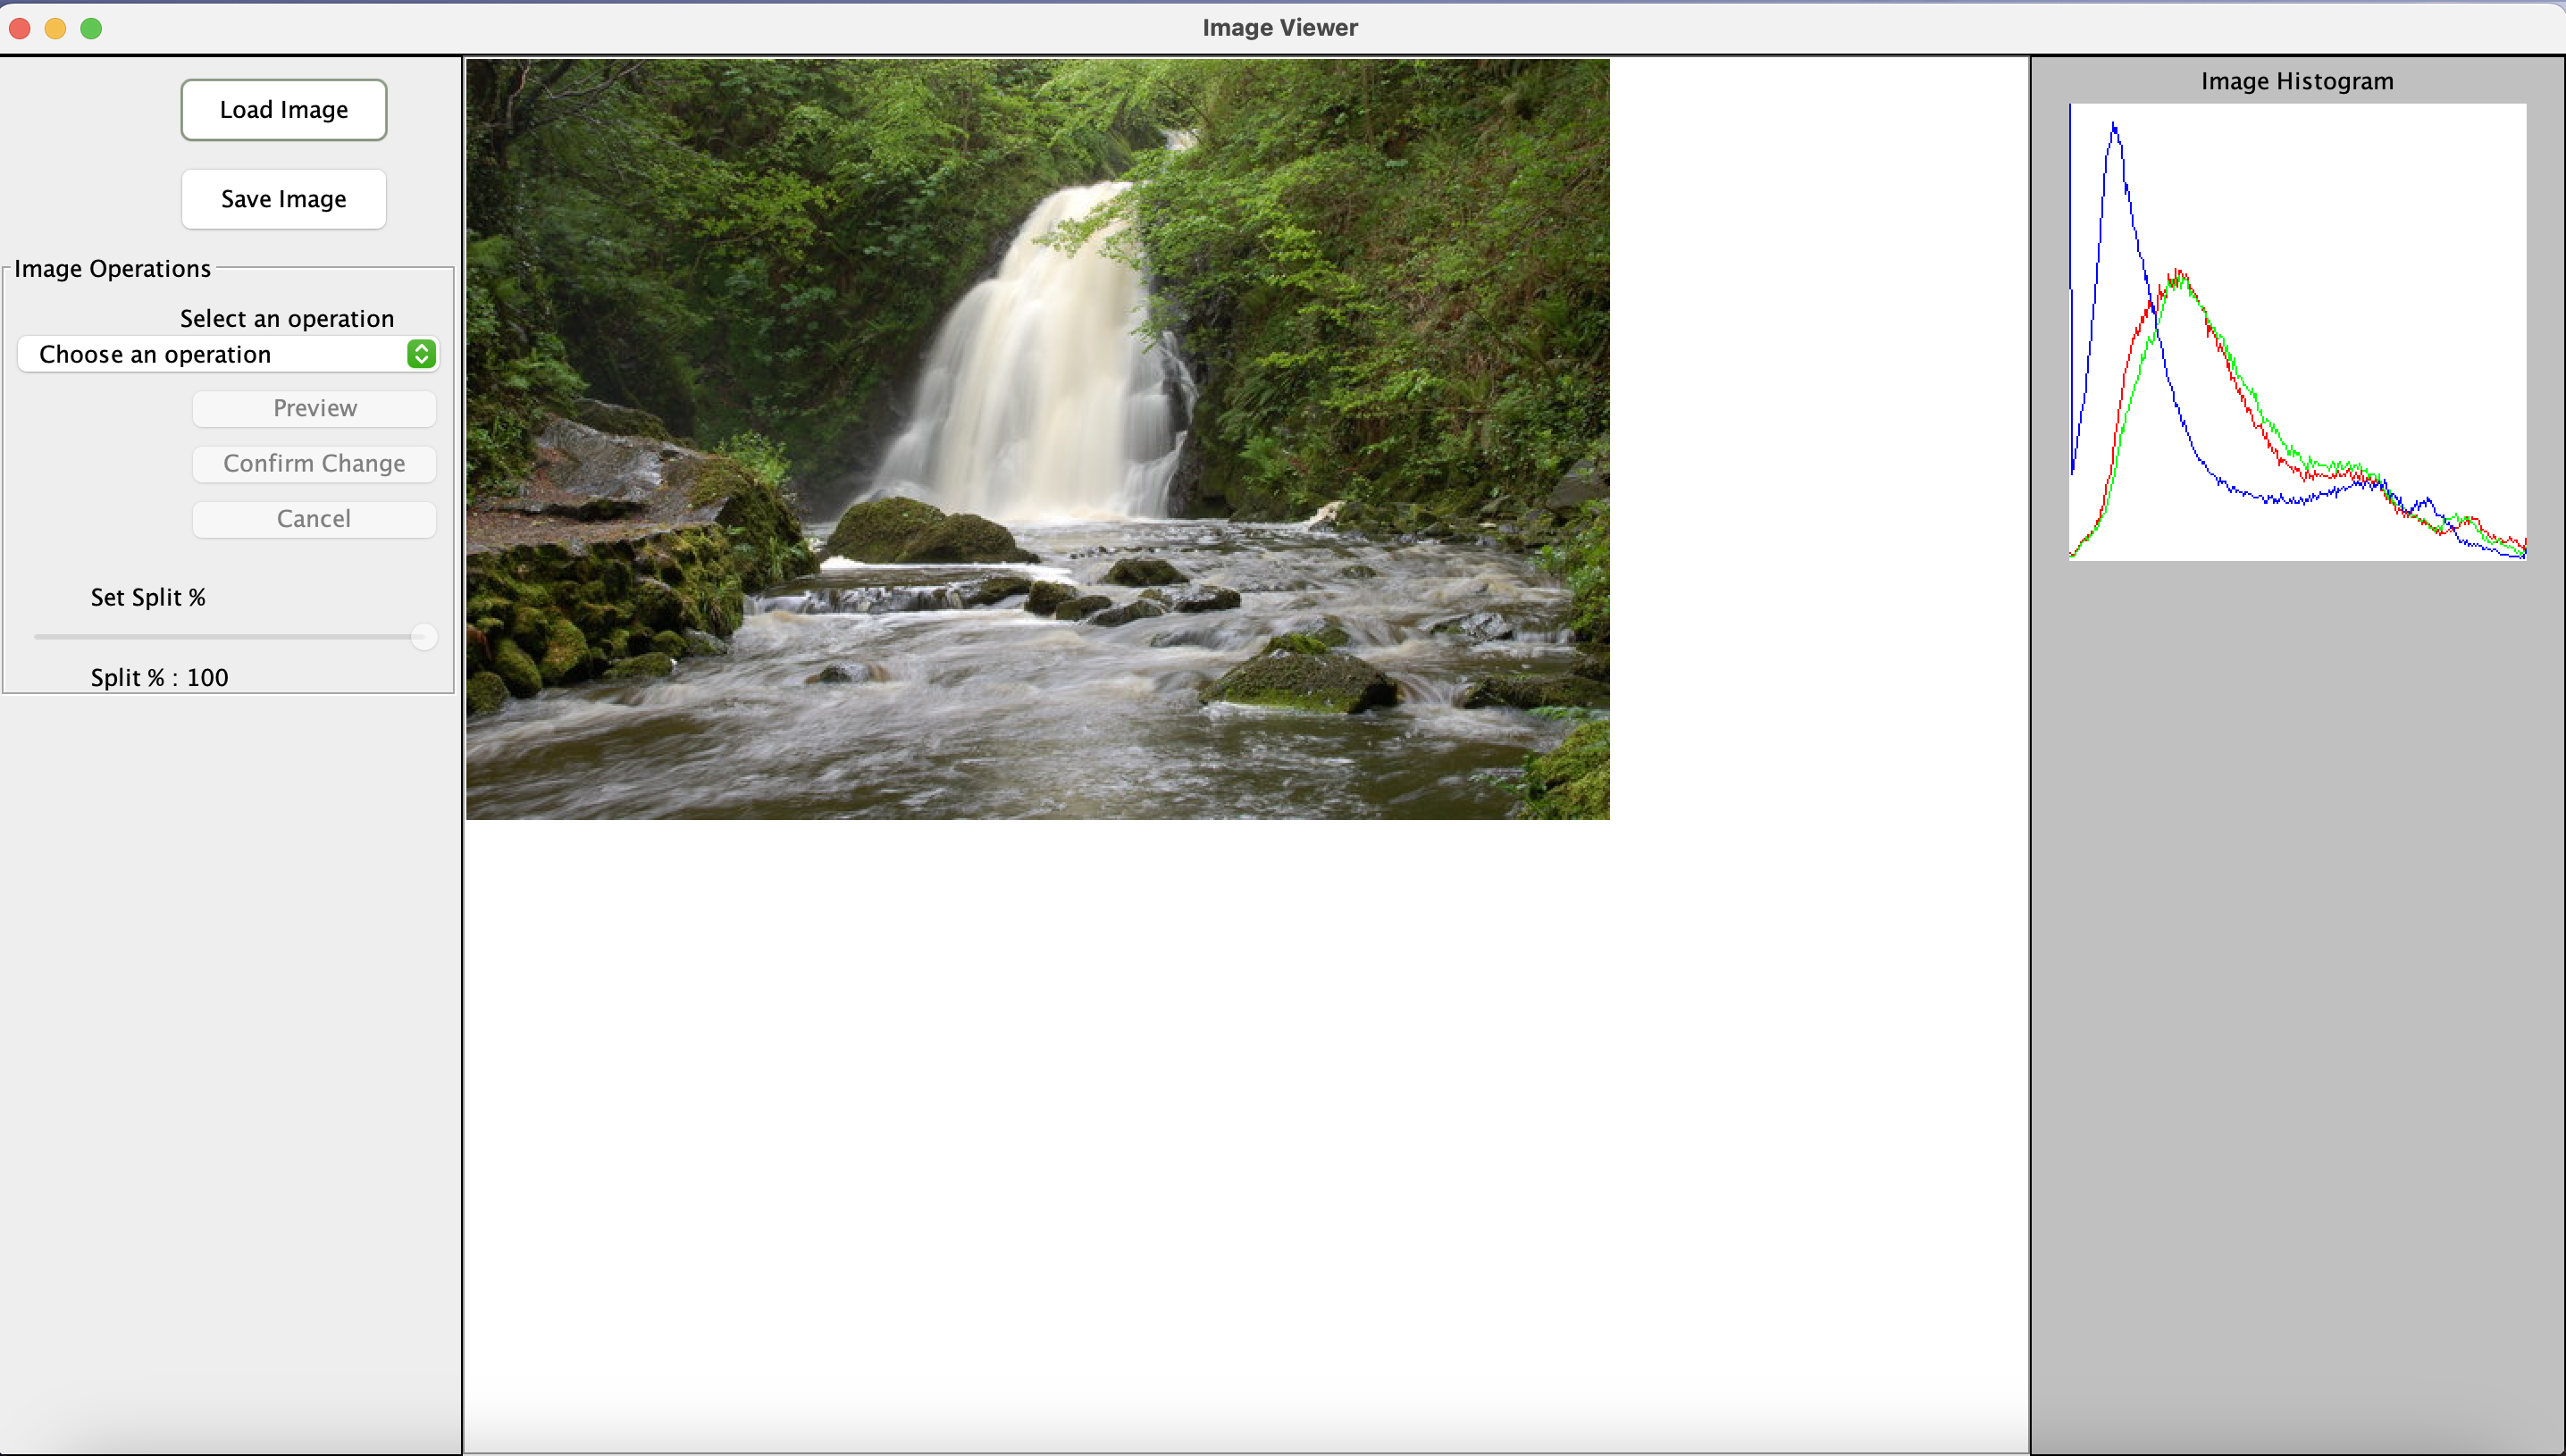 Image Viewer
Load Image
Save Image
Image Operations
Select an operation
Choose an operation
Preview
Confirm Change
Cancel
Set Split %
Split % : 100
Image Histogram